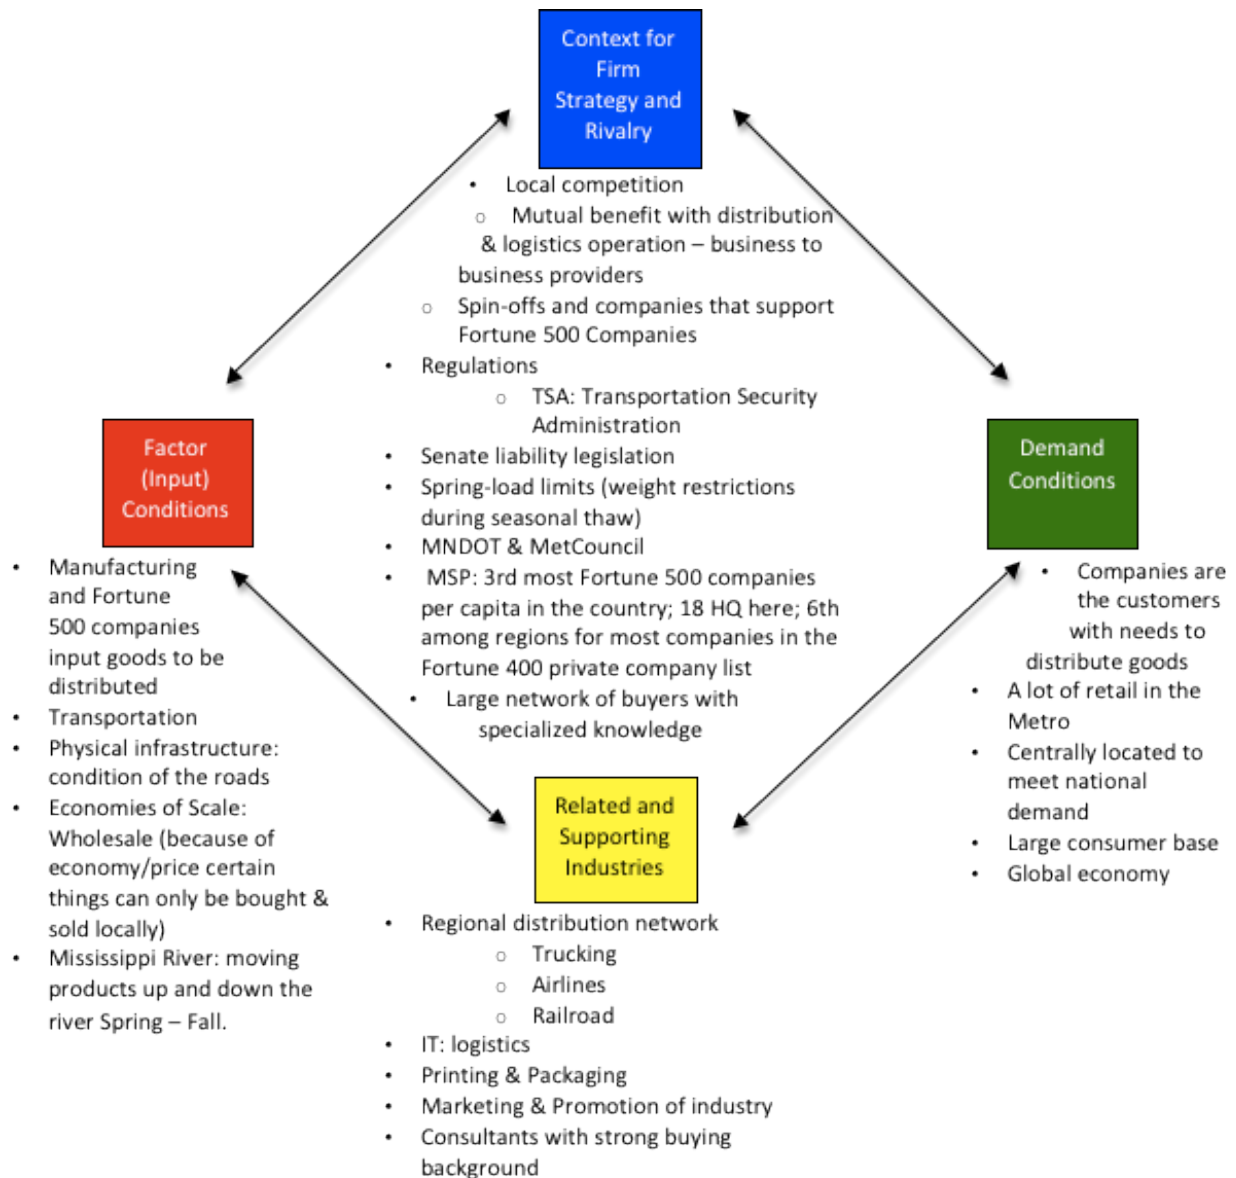 Context for
Firm
Strategy and
Rivalry
• Local competition
○ Mutual benefit with distribution
& logistics operation – business to
business providers
○ Spin-offs and companies that support
Fortune 500 Companies
• Regulations
○ TSA: Transportation Security
Administration
• Senate liability legislation
• Spring-load limits (weight restrictions
during seasonal thaw)
• MNDOT & MetCouncil
• MSP: 3rd most Fortune 500 companies
per capita in the country; 18 HQ here; 6th
among regions for most companies in the
Fortune 400 private company list
• Large network of buyers with
specialized knowledge
Factor
(Input)
Conditions
• Manufacturing
and Fortune
500 companies
input goods to be
distributed
• Transportation
• Physical infrastructure:
condition of the roads
• Economies of Scale:
Wholesale (because of
economy/price certain
things can only be bought &
sold locally)
• Mississippi River: moving
products up and down the
river Spring – Fall.
Demand
Conditions
• Companies are
the customers
with needs to
distribute goods
• A lot of retail in the
Metro
• Centrally located to
meet national
demand
• Large consumer base
• Global economy
Related and
Supporting
Industries
• Regional distribution network
○ Trucking
○ Airlines
○ Railroad
• IT: logistics
• Printing & Packaging
• Marketing & Promotion of industry
• Consultants with strong buying
background